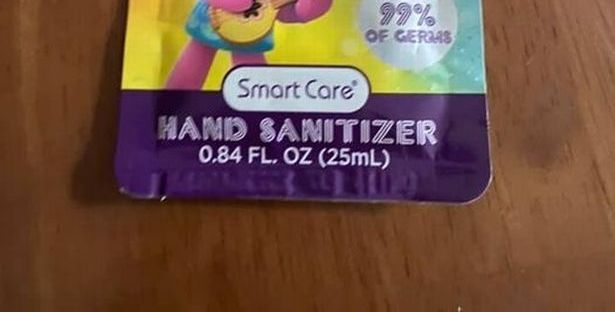 99%
OF GERMS
Smart Care®
HAND SANITIZER
0.84 FL. OZ (25mL)